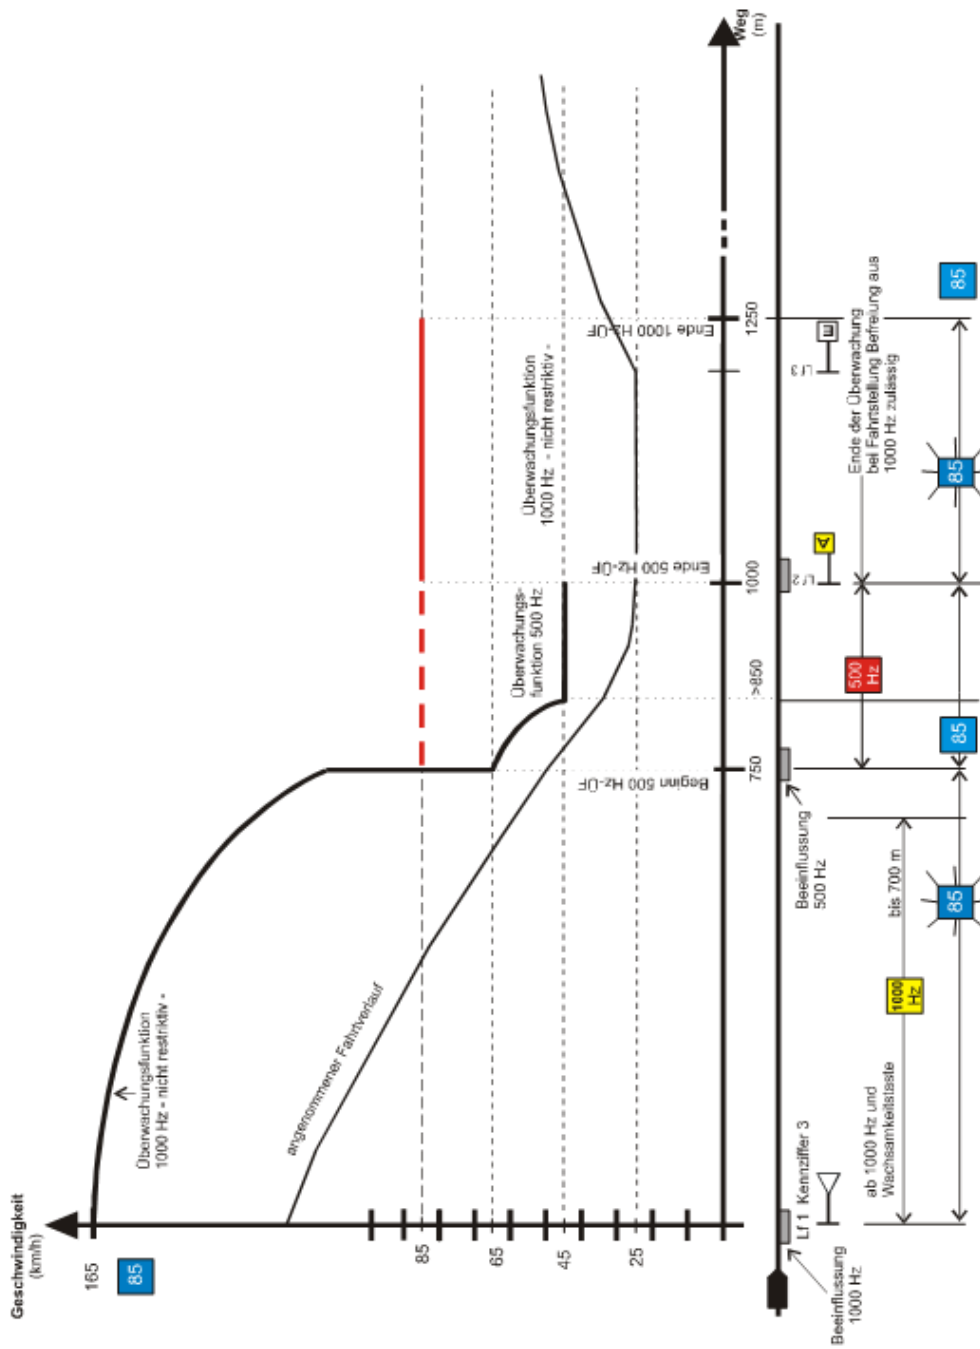 Geschwindigkeit
(km/h)
165
85
Überwachungsfunktion
1000 Hz - nicht restriktiv -
angenommener Fahrtverlauf
85
65
45
25
Überwachungs-
funktion 500 Hz
Überwachungsfunktion
1000 Hz - nicht restriktiv -
Beginn 500 Hz-ÜF
Ende 500 Hz-ÜF
Ende 1000 Hz-ÜF
750
>850
1000
1250
Weg
(m)
Beeinflussung
1000 Hz
Lf 1 Kennziffer 3
Beeinflussung
500 Hz
Lf 2
A
Lf 3
E
ab 1000 Hz und
Wachsamkeitstaste
1000
Hz
bis 700 m
500
Hz
Ende der Überwachung
bei Fahrtstellung Befreiung aus
1000 Hz zulässig
85
85
85
85